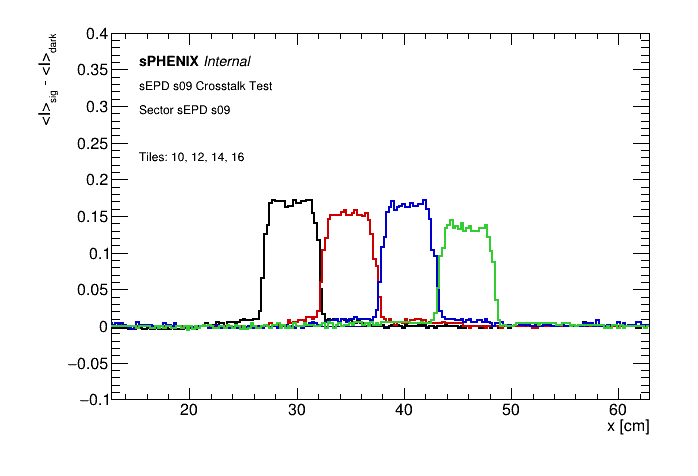 <I>sig - <I>dark
0.4
0.35
0.3
0.25
0.2
0.15
0.1
0.05
0
−0.05
−0.1
sPHENIX Internal
sEPD s09 Crosstalk Test
Sector sEPD s09
Tiles: 10, 12, 14, 16
20 30 40 50 60
x [cm]